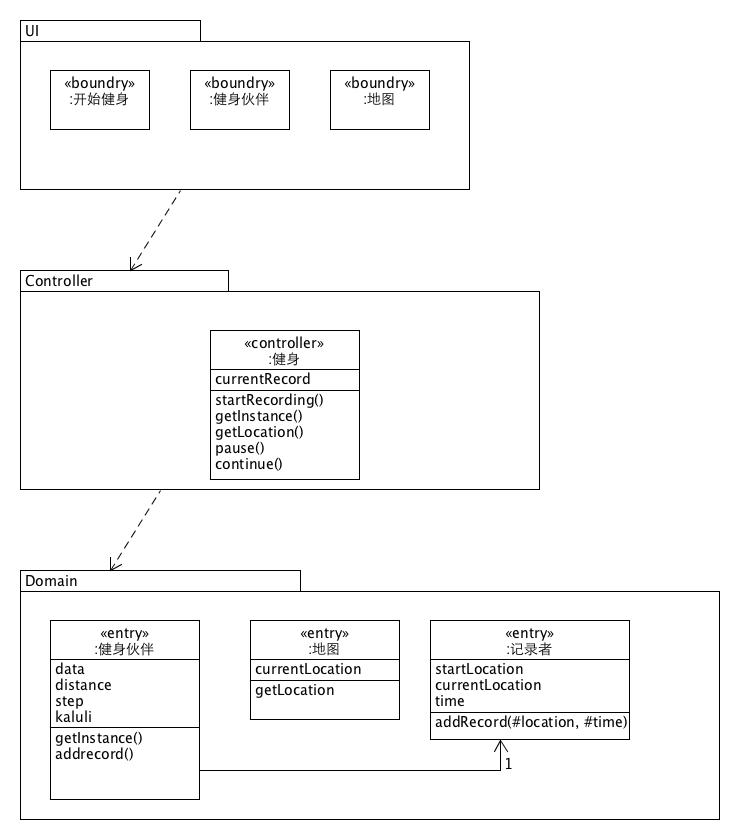 UI
«boundry»
:开始健身
«boundry»
:健身伙伴
«boundry»
:地图
Controller
«controller»
:健身
currentRecord
startRecording()
getInstance()
getLocation()
pause()
continue()
Domain
«entry»
:健身伙伴
data
distance
step
kaluli
getInstance()
addrecord()
«entry»
:地图
currentLocation
getLocation
«entry»
:记录者
startLocation
currentLocation
time
addRecord(#location, #time)
1